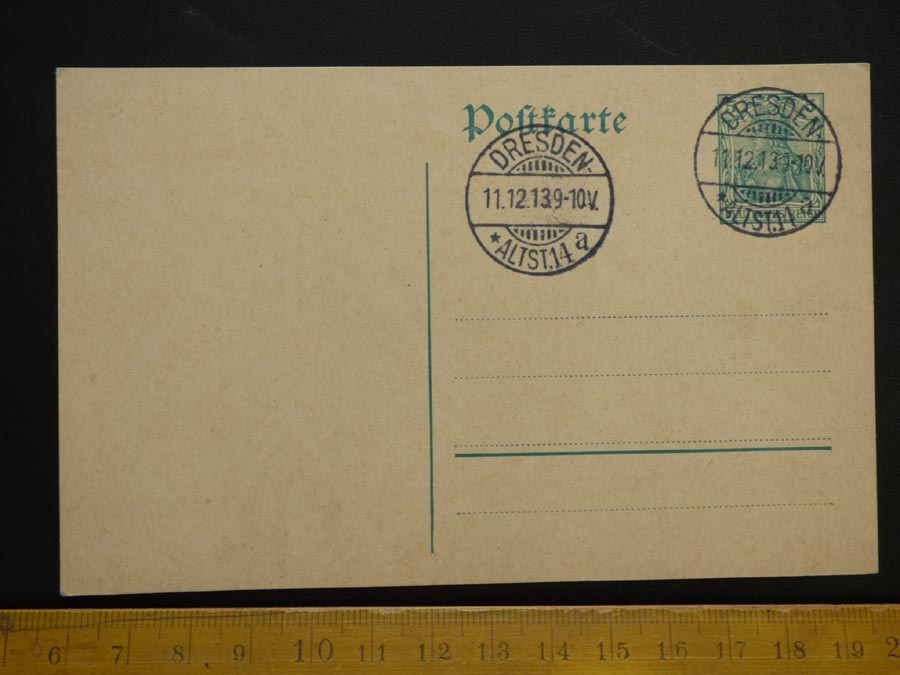 Postkarte
DRESDEN-
11.12.13.9-10V.
*ALTST.14 a
DRESDEN-
11.12.13.9-10V.
*ALTST.14 a
6 7 8 9 10 11 12 13 14 15 16 17 18 19 2